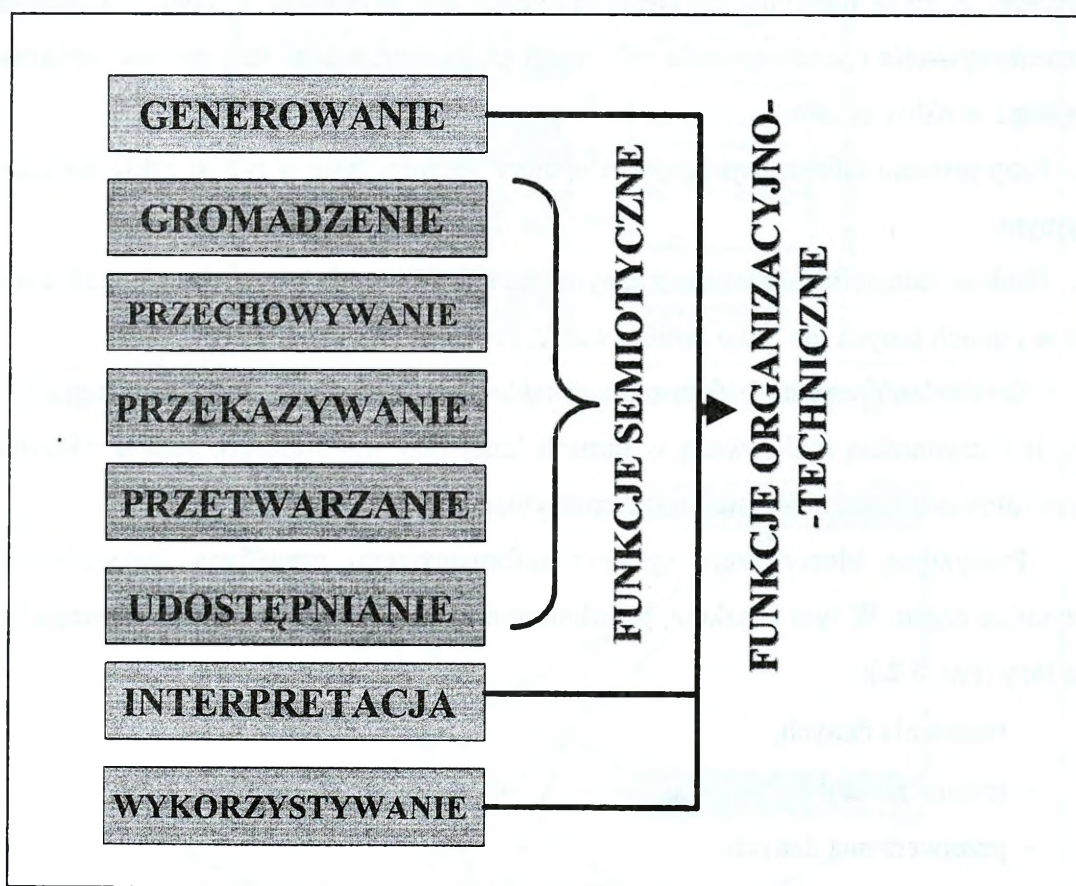 GENEROWANIE
GROMADZENIE
PRZECHOWYWANIE
PRZEKAZYWANIE
PRZETWARZANIE
UDOSTĘPNIANIE
INTERPRETACJA
WYKORZYSTYWANIE
FUNKCJE SEMIOTYCZNE
FUNKCJE ORGANIZACYJNO-
-TECHNICZNE